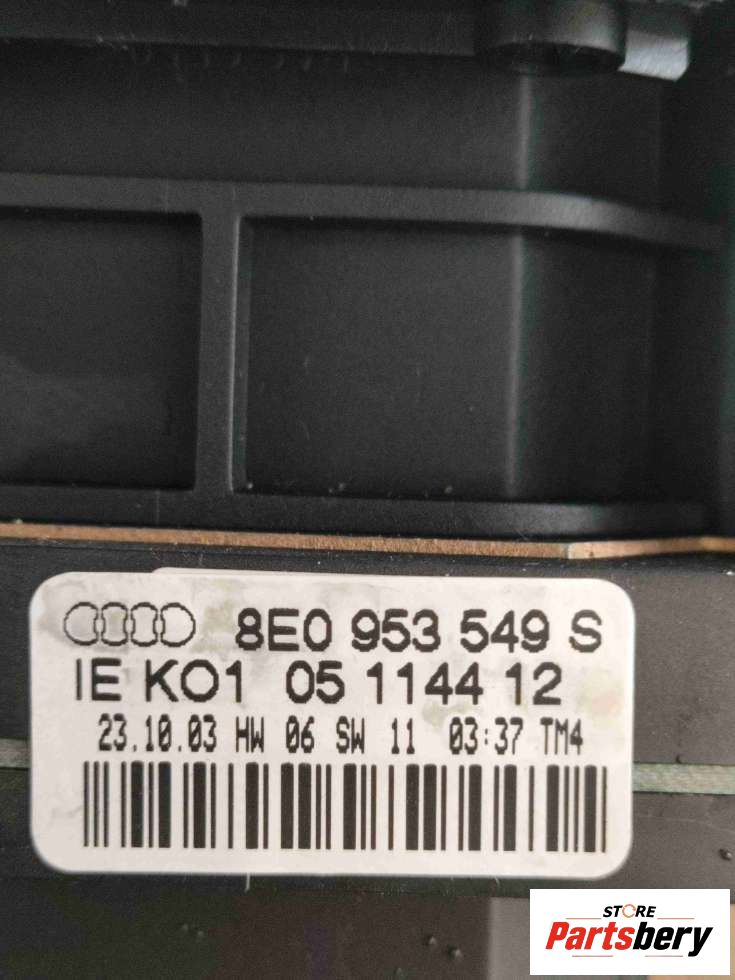 8E0 953 549 S
IE KO1 05 1144 12
23.10.03 HW 06 SW 11 03:37 TM4
STORE
Partsbery